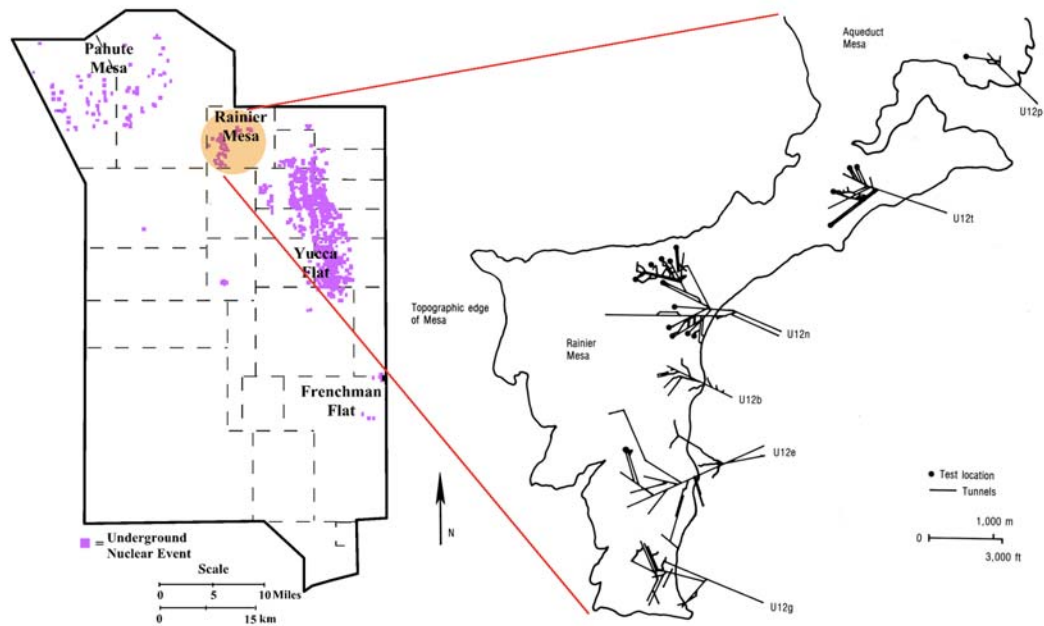 Pahute
Mesa
Rainier
Mesa
Yucca
Flat
Frenchman
Flat
N
= Underground
Nuclear Event
Scale
0 5 10 Miles
0 15 km
Aqueduct
Mesa
U12p
U12t
Topographic edge
of Mesa
Rainier
Mesa
U12n
U12b
U12e
U12g
Test location
Tunnels
1,000 m
0
3,000 ft